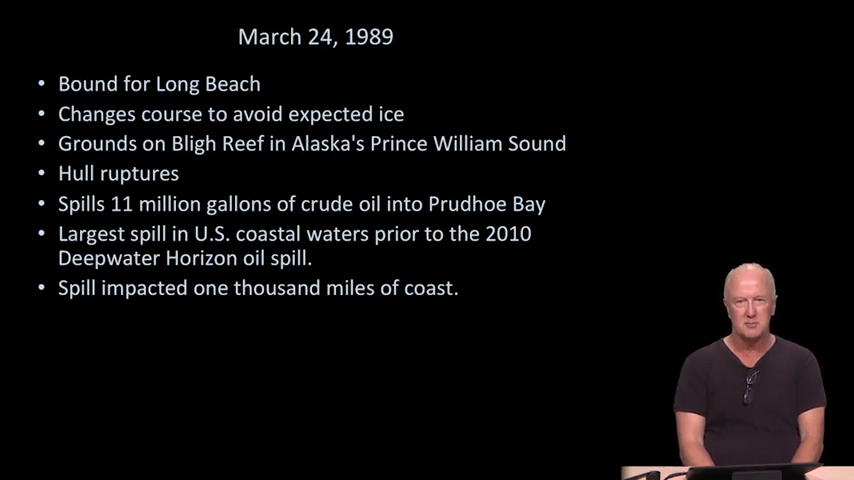 March 24, 1989
• Bound for Long Beach
• Changes course to avoid expected ice
• Grounds on Bligh Reef in Alaska's Prince William Sound
• Hull ruptures
• Spills 11 million gallons of crude oil into Prudhoe Bay
• Largest spill in U.S. coastal waters prior to the 2010
Deepwater Horizon oil spill.
• Spill impacted one thousand miles of coast.